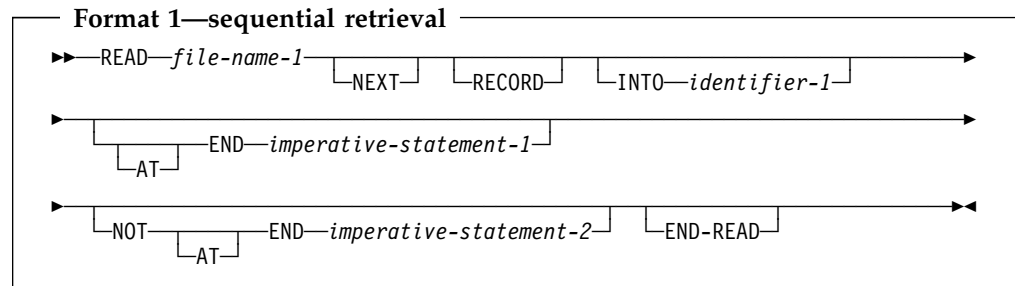 Format 1—sequential retrieval
READ file-name-1 NEXT RECORD INTO identifier-1
AT END imperative-statement-1
NOT AT END imperative-statement-2 END-READ